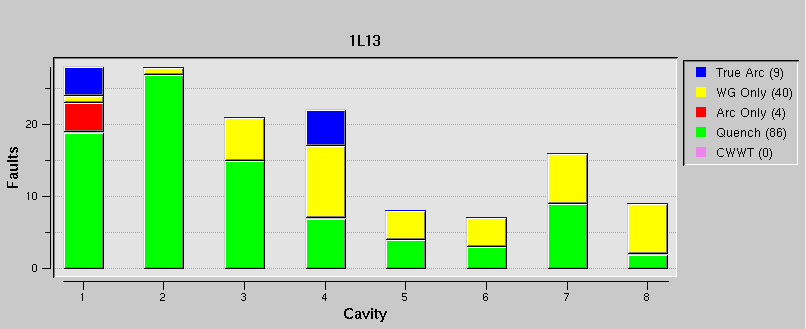 1L13
True Arc (9)
WG Only (40)
Arc Only (4)
Quench (86)
CWWT (0)
Faults
20
10
0
1 2 3 4 5 6 7 8
Cavity